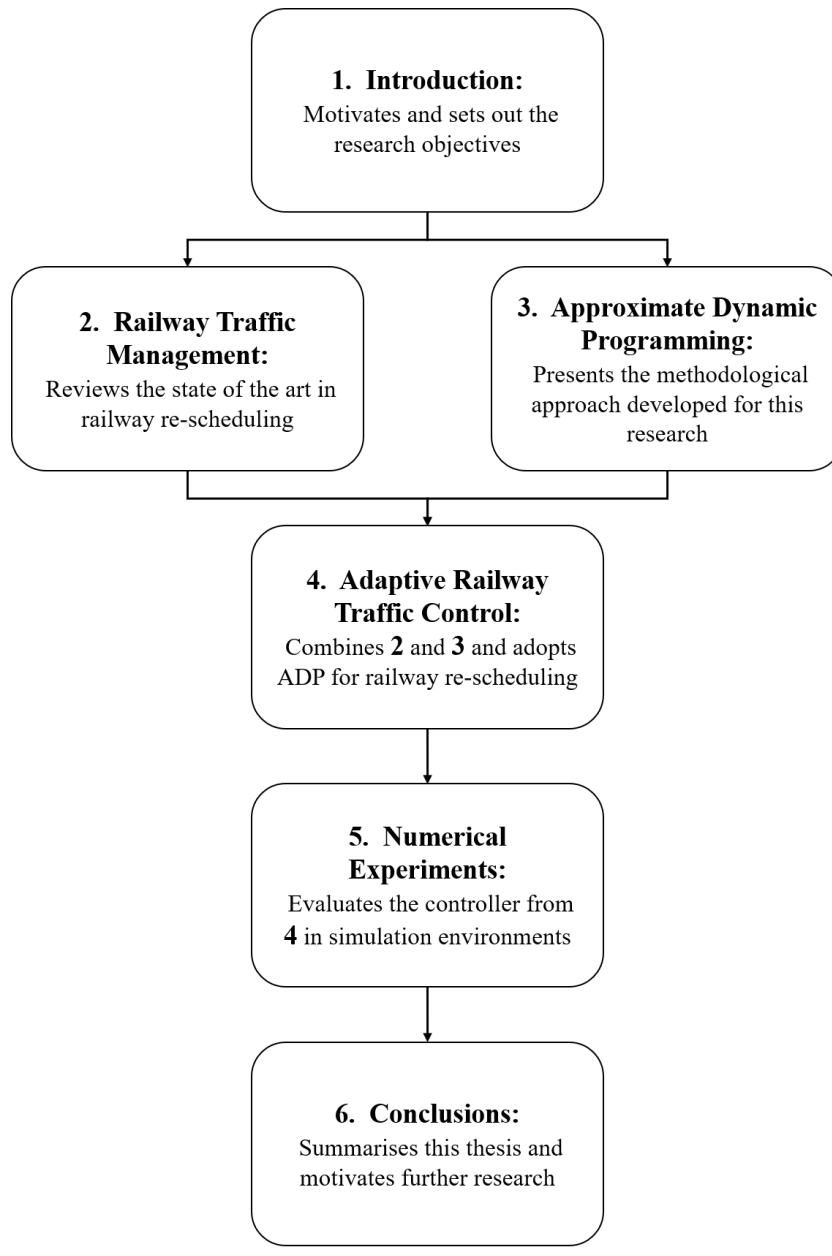 1. Introduction:
Motivates and sets out the
research objectives
2. Railway Traffic
Management:
Reviews the state of the art in
railway re-scheduling
3. Approximate Dynamic
Programming:
Presents the methodological
approach developed for this
research
4. Adaptive Railway
Traffic Control:
Combines 2 and 3 and adopts
ADP for railway re-scheduling
5. Numerical
Experiments:
Evaluates the controller from
4 in simulation environments
6. Conclusions:
Summarises this thesis and
motivates further research